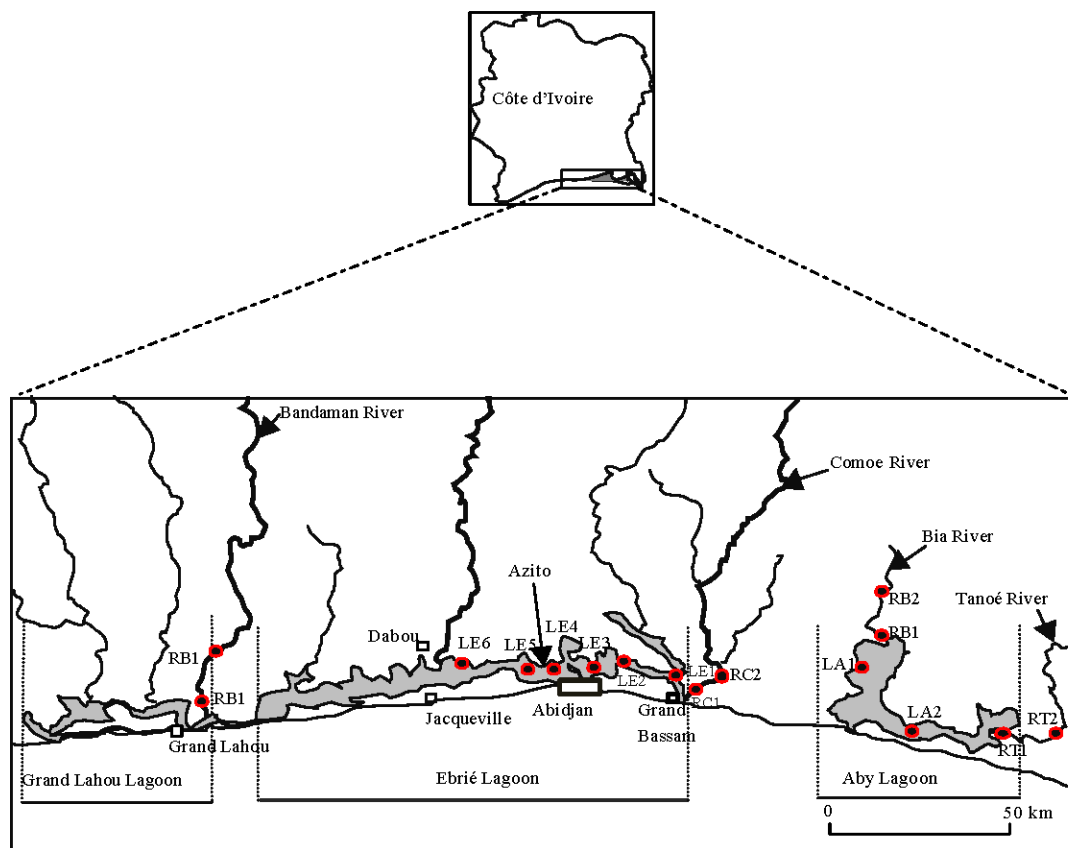 Côte d'Ivoire
Bandaman River
Comoe River
Bia River
Azito
RB2
Tanoé River
LE4
Dabou
LE6
LE5
LE3
RB1
RB1
LA1
LE1
RC2
LE2
RC1
RB1
Jacqueville
Abidjan
Grand
Bassam
LA2
RT2
RT1
Grand Lahou
Grand Lahou Lagoon
Ebrié Lagoon
Aby Lagoon
0
50 km